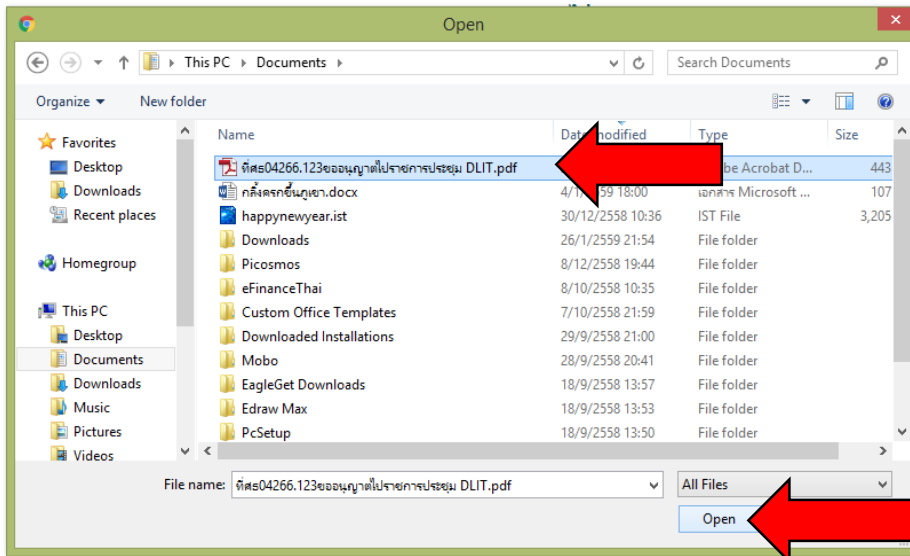 Open
This PC Documents
Search Documents
Organize New folder
Name Date modified Type Size
Favorites
Desktop
Downloads
Recent places
Homegroup
This PC
Desktop
Documents
Downloads
Music
Pictures
Videos
ที่ศธ04266.123ขออนุญาตไปราชการประชุม DLIT.pdf be Acrobat D... 443
กลิ้งครกขึ้นภูเขา.docx 4/1/ 59 18:00 เอกสาร Microsoft ... 107
happynewyear.ist 30/12/2558 10:36 IST File 3,205
Downloads 26/1/2559 21:54 File folder
Picosmos 8/12/2558 19:44 File folder
eFinanceThai 8/10/2558 10:35 File folder
Custom Office Templates 7/10/2558 21:59 File folder
Downloaded Installations 29/9/2558 21:00 File folder
Mobo 28/9/2558 20:41 File folder
EagleGet Downloads 18/9/2558 13:57 File folder
Edraw Max 18/9/2558 13:53 File folder
PcSetup 18/9/2558 13:50 File folder
File name: ที่ศธ04266.123ขออนุญาตไปราชการประชุม DLIT.pdf All Files
Open